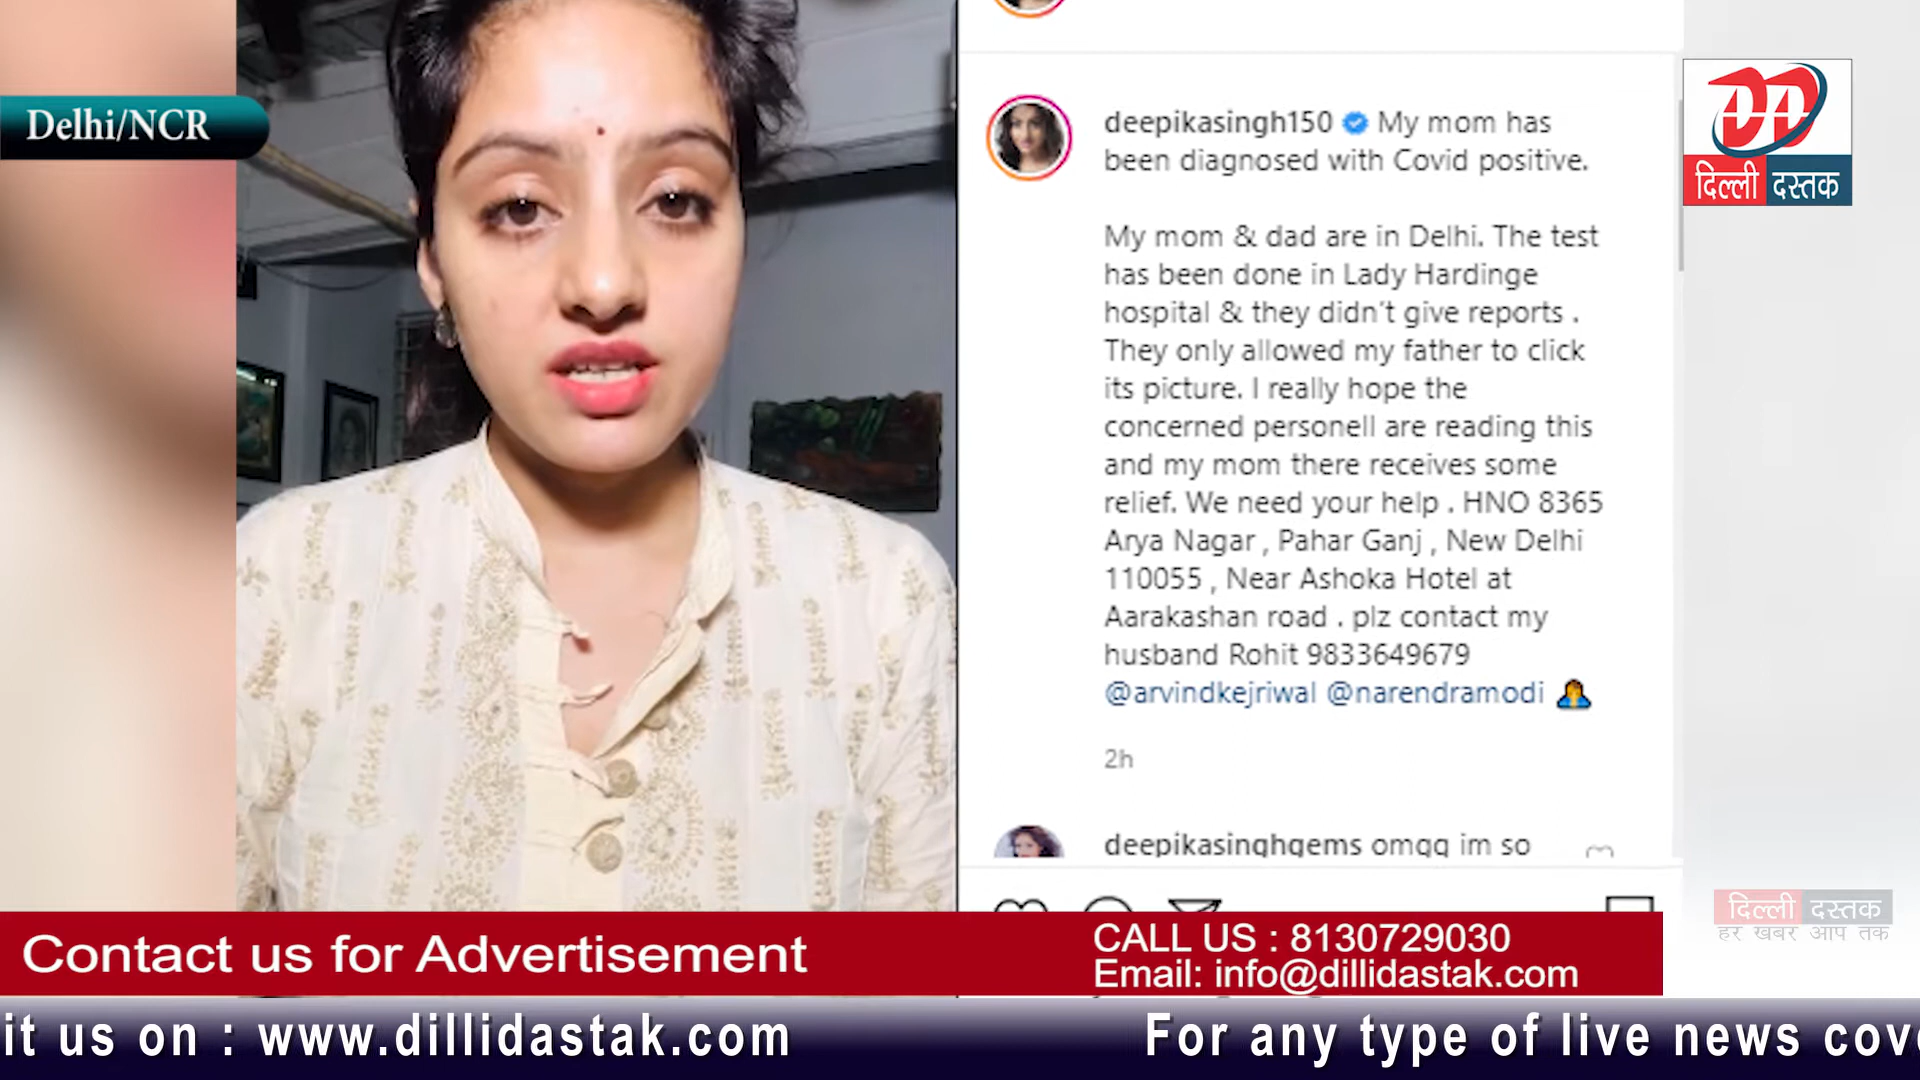 Delhi/NCR
deepikasingh150 My mom has
been diagnosed with Covid positive.
My mom & dad are in Delhi. The test
has been done in Lady Hardinge
hospital & they didn't give reports .
They only allowed my father to click
its picture. I really hope the
concerned personell are reading this
and my mom there receives some
relief. We need your help . HNO 8365
Arya Nagar , Pahar Ganj , New Delhi
110055 , Near Ashoka Hotel at
Aarakashan road . plz contact my
husband Rohit 9833649679
@arvindkejriwal @narendramodi
2h
deepikasinghgems omgg im so
दिल्ली दस्तक
दिल्ली दस्तक
हर खबर आप तक
Contact us for Advertisement
CALL US : 8130729030
Email: info@dillidastak.com
it us on : www.dillidastak.com
For any type of live news cov